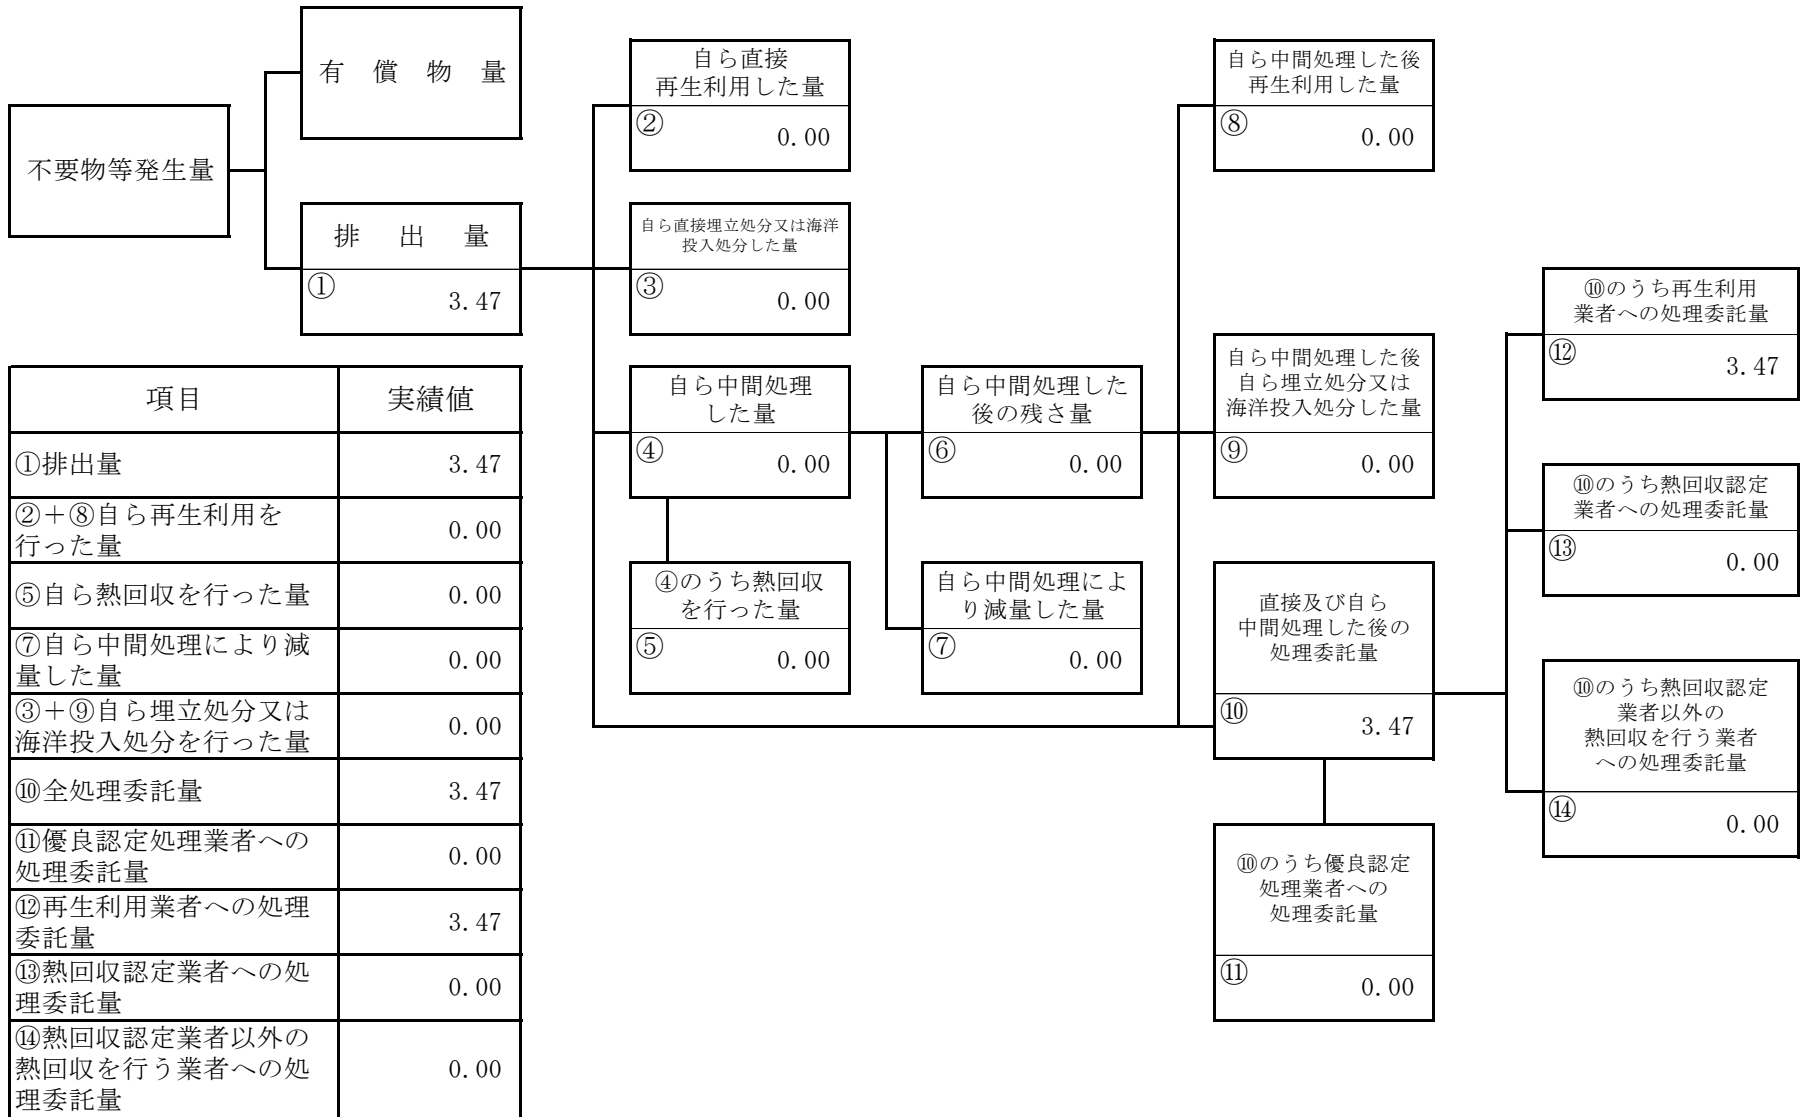 不要物等発生量
有償物量
排出量
①
3.47
自ら直接
再生利用した量
②
0.00
自ら直接埋立処分又は海洋
投入処分した量
③
0.00
自ら中間処理
した量
④
0.00
④のうち熱回収
を行った量
⑤
0.00
自ら中間処理した
後の残さ量
⑥
0.00
自ら中間処理によ
り減量した量
⑦
0.00
自ら中間処理した後
再生利用した量
⑧
0.00
自ら中間処理した後
自ら埋立処分又は
海洋投入処分した量
⑨
0.00
直接及び自ら
中間処理した後の
処理委託量
⑩
3.47
⑩のうち優良認定
処理業者への
処理委託量
⑪
0.00
⑩のうち再生利用
業者への処理委託量
⑫
3.47
⑩のうち熱回収認定
業者への処理委託量
⑬
0.00
⑩のうち熱回収認定
業者以外の
熱回収を行う業者
への処理委託量
⑭
0.00
項目 実績値
①排出量 3.47
②＋⑧自ら再生利用を
行った量 0.00
⑤自ら熱回収を行った量 0.00
⑦自ら中間処理により減
量した量 0.00
③＋⑨自ら埋立処分又は
海洋投入処分を行った量 0.00
⑩全処理委託量 3.47
⑪優良認定処理業者への
処理委託量 0.00
⑫再生利用業者への処理
委託量 3.47
⑬熱回収認定業者への処
理委託量 0.00
⑭熱回収認定業者以外の
熱回収を行う業者への処
理委託量 0.00